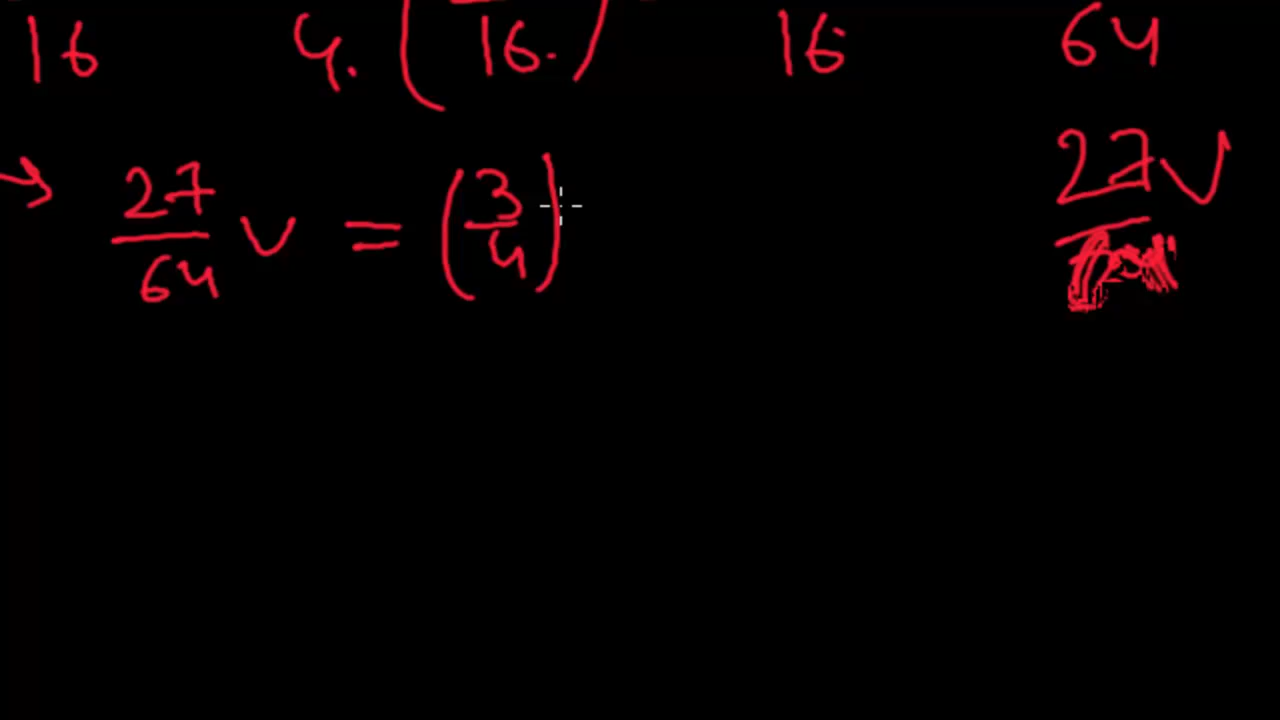 16 4. (16.) 16 64
→ 27/64 V = (3/4) 27V